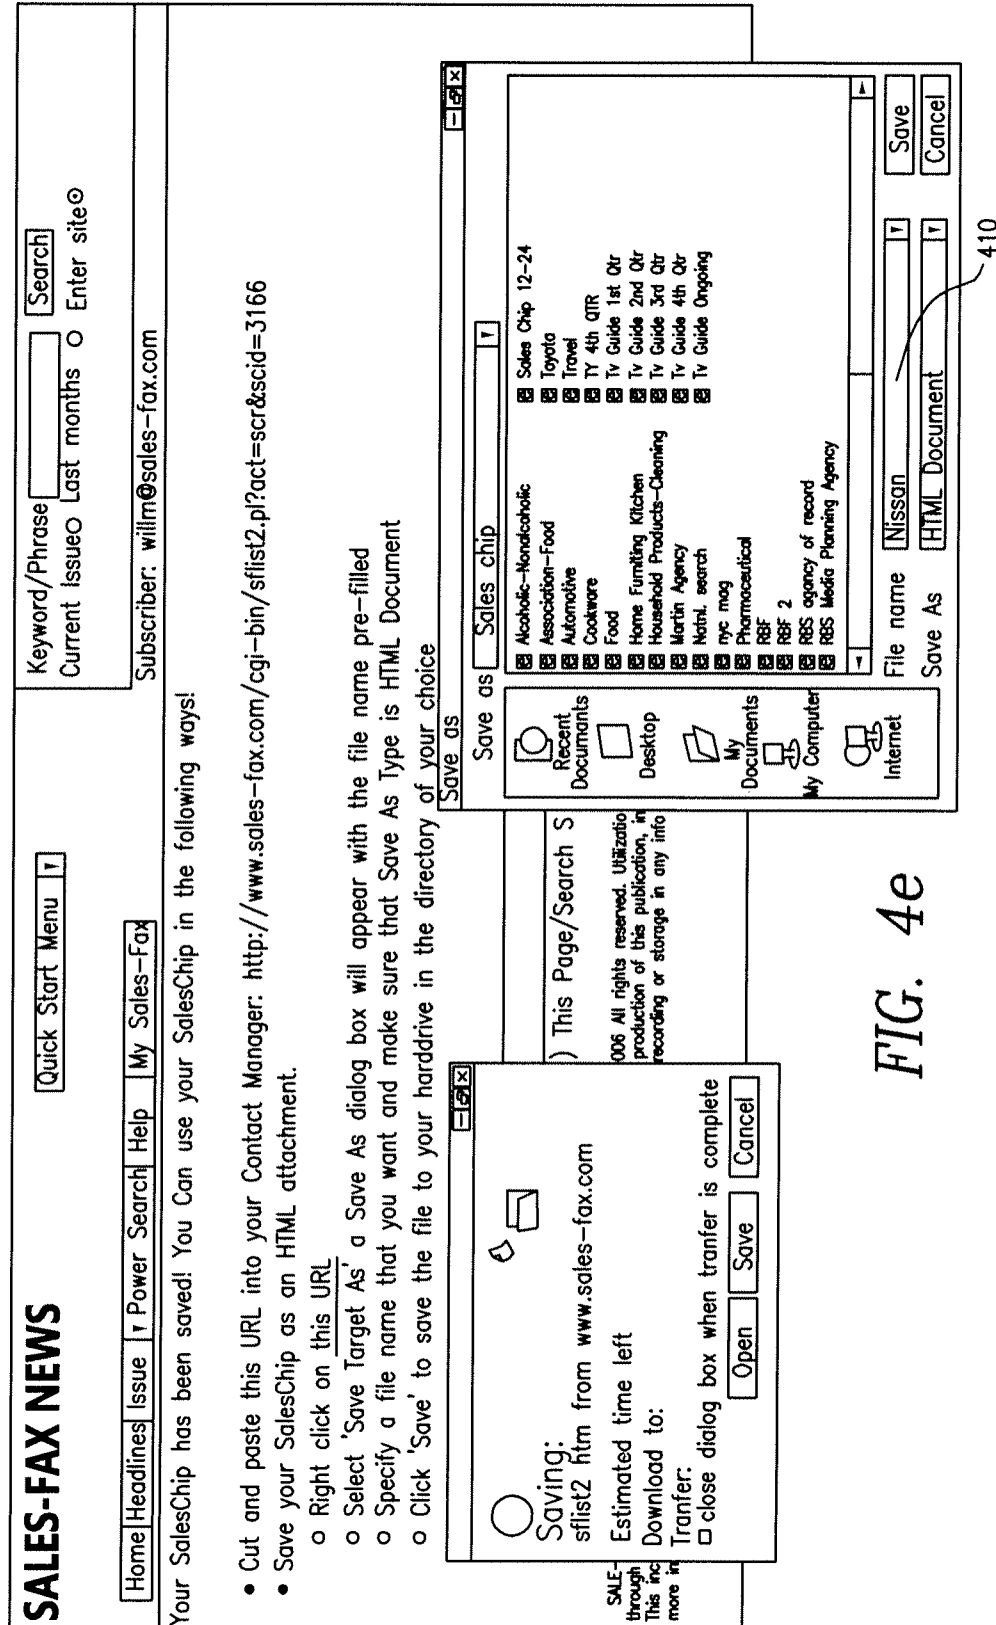 SALES-FAX NEWS
Quick Start Menu
Keyword/Phrase Search
Current Issue Last months Enter site
Home Headlines Issue Power Search Help My Sales-Fax
Subscriber: willm@sales-fax.com
Your SalesChip has been saved! You Can use your SalesChip in the following ways!
• Cut and paste this URL into your Contact Manager: http://www.sales-fax.com/cgi-bin/sflist2.pl?act=scr&scid=3166
• Save your SalesChip as an HTML attachment.
o Right click on this URL
o Select 'Save Target As' a Save As dialog box will appear with the file name pre-filled
o Specify a file name that you want and make sure that Save As Type is HTML Document
o Click 'Save' to save the file to your harddrive in the directory of your choice
Saving:
sflist2 htm from www.sales-fax.com
Estimated time left
Download to:
Tranfer:
close dialog box when tranfer is complete
Open Save Cancel
) This Page/Search S
SALE-
through
This inc
more in
006 All rights reserved. Utilizatio
production of this publication, in
recording or storage in any info
Save as
Save as Sales chip
Recent
Documants
Desktop
My
Documents
My Computer
Internet
Alcoholic-Nonalcoholic
Association-Food
Automotive
Cookware
Food
Home Furniting Kitchen
Household Products-Cleaning
Martin Agency
Natnl. search
nyc mag
Pharmaceutical
RBF
RBF 2
RBS agancy of record
RBS Media Planning Agency
Sales Chip 12-24
Toyota
Travel
TY 4th QTR
Tv Guide 1st Qtr
Tv Guide 2nd Qtr
Tv Guide 3rd Qtr
Tv Guide 4th Qtr
Tv Guide Ongoing
File name Nissan Save
Save As HTML Document Cancel
410
FIG. 4e